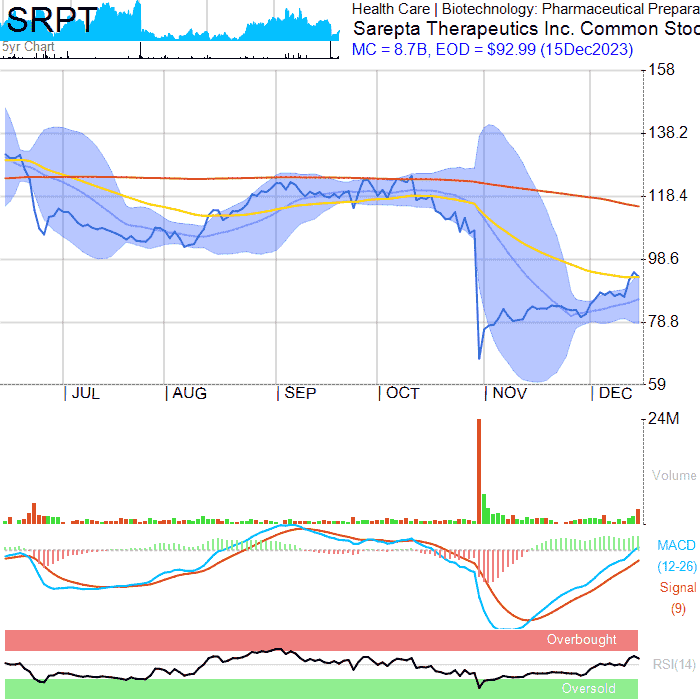 SRPT
5yr Chart
Health Care | Biotechnology: Pharmaceutical Prepara
Sarepta Therapeutics Inc. Common Stoc
MC = 8.7B, EOD = $92.99 (15Dec2023)
158
138.2
118.4
98.6
78.8
59
JUL AUG SEP OCT NOV DEC
24M
Volume
MACD
(12-26)
Signal
(9)
Overbought
RSI(14)
Oversold